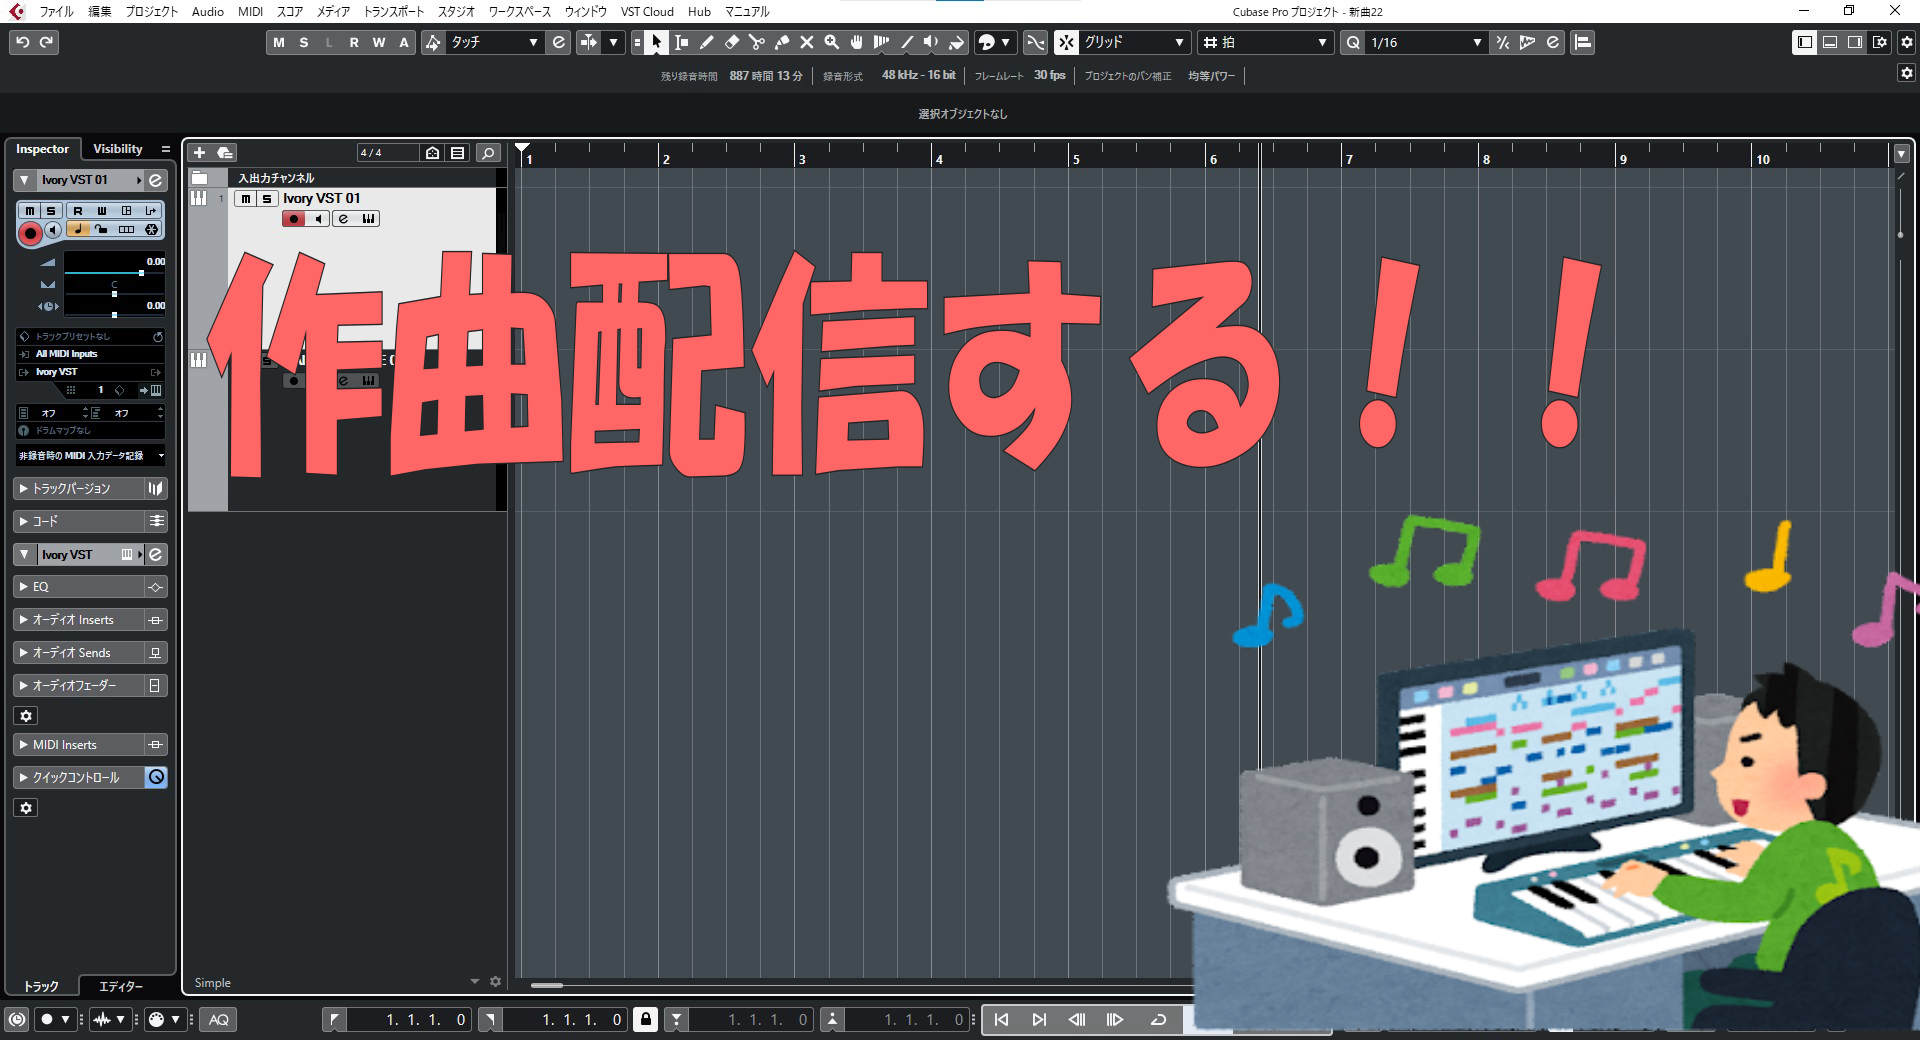 ファイル 編集 プロジェクト Audio MIDI スコア メディア トランスポート スタジオ ワークスペース ウィンドウ VST Cloud Hub マニュアル Cubase Pro プロジェクト - 新曲22
M S L R W A タッチ グリッド 拍 Q 1/16
残り録音時間 887 時間 13 分 録音形式 48 kHz - 16 bit フレームレート 30 fps プロジェクトのパン補正 均等パワー
選択オブジェクトなし
Inspector Visibility
4 / 4
1 2 3 4 5 6 7 8 9 10
Ivory VST 01
入出力チャンネル
1 m s Ivory VST 01
m s R W
0.00
C
0.00
トラックプリセットなし
All MIDI Inputs
Ivory VST
1
オフ オフ
ドラムマップなし
非録音時の MIDI 入力データ記録
作曲配信する！！
トラックバージョン
コード
Ivory VST
EQ
オーディオ Inserts
オーディオ Sends
オーディオフェーダー
MIDI Inserts
クイックコントロール
Simple
トラック エディター
AQ 1. 1. 1. 0 1. 1. 1. 0 1. 1. 1. 0 1. 1. 1. 0